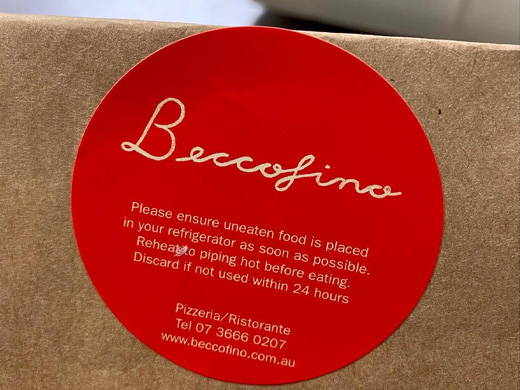 Beccofino
Please ensure uneaten food is placed
in your refrigerator as soon as possible.
Reheat to piping hot before eating.
Discard if not used within 24 hours
Pizzeria/Ristorante
Tel 07 3666 0207
www.beccofino.com.au